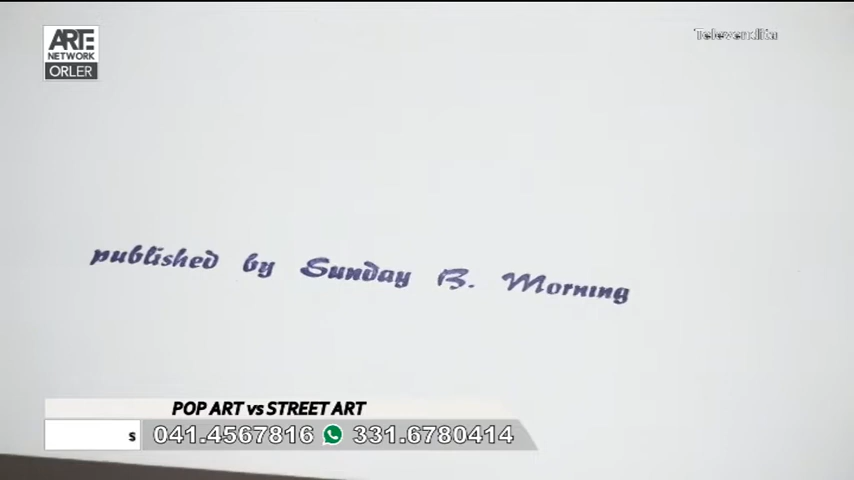 ARTE
NETWORK
ORLER
Televendita
published by Sunday B. Morning
POP ART vs STREET ART
s 041.4567816 331.6780414